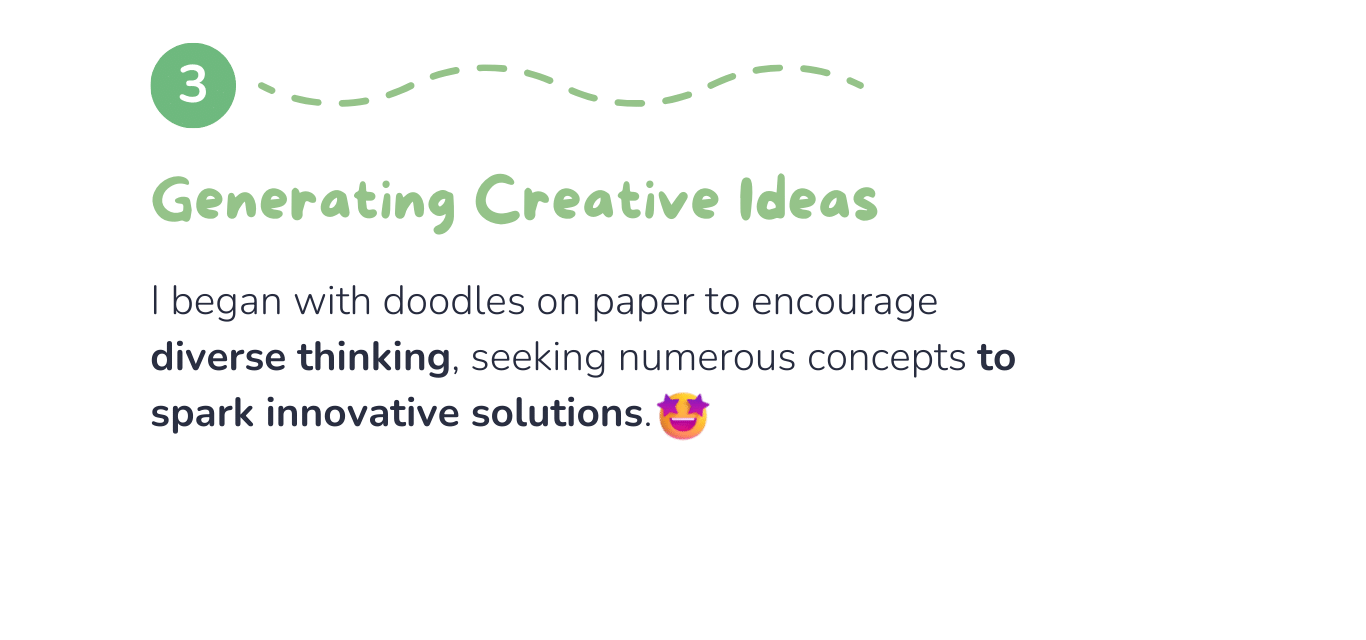 3
Generating Creative Ideas
I began with doodles on paper to encourage
diverse thinking, seeking numerous concepts to
spark innovative solutions.🤩